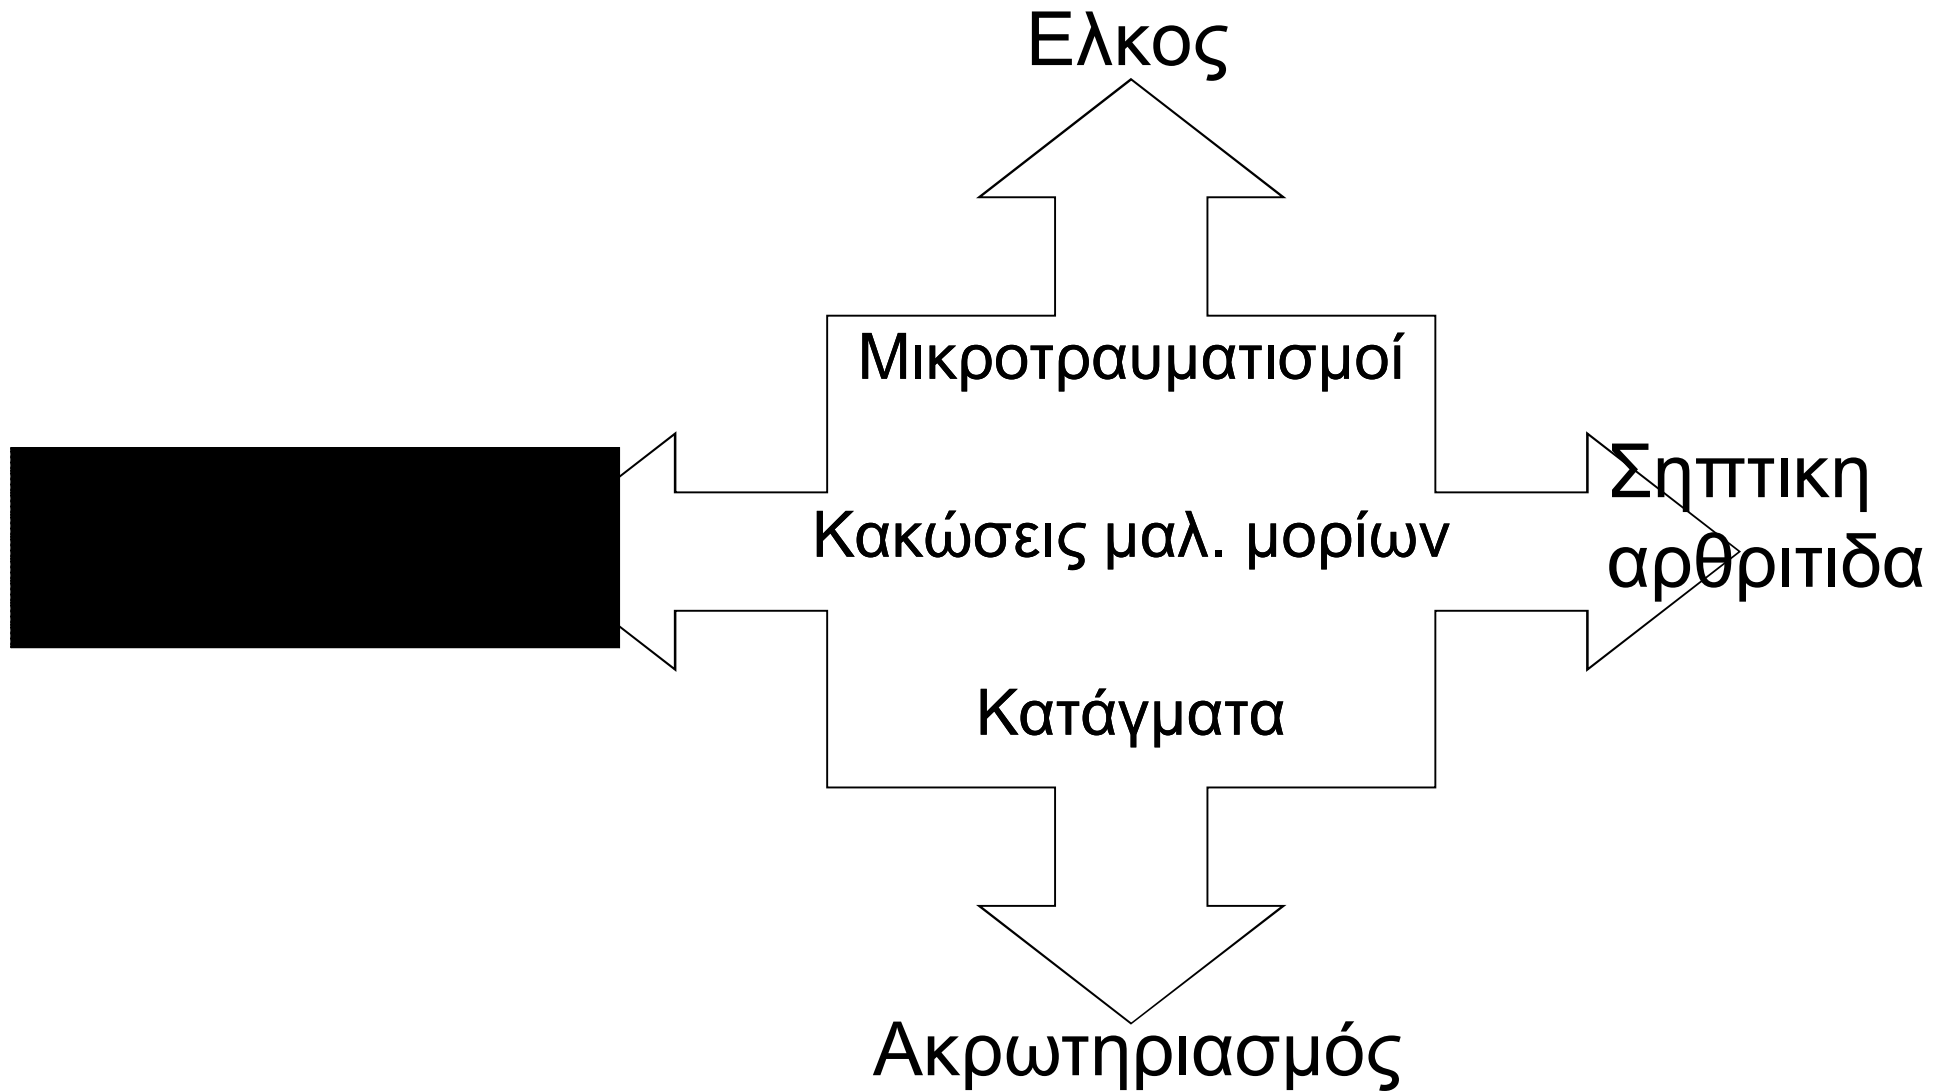 Ελκος
Μικροτραυματισμοί
Κακώσεις μαλ. μορίων
Σηπτικη
αρθριτιδα
Κατάγματα
Ακρωτηριασμός